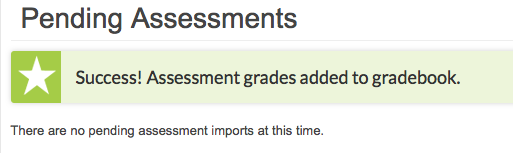 Pending Assessments
Success! Assessment grades added to gradebook.
There are no pending assessment imports at this time.